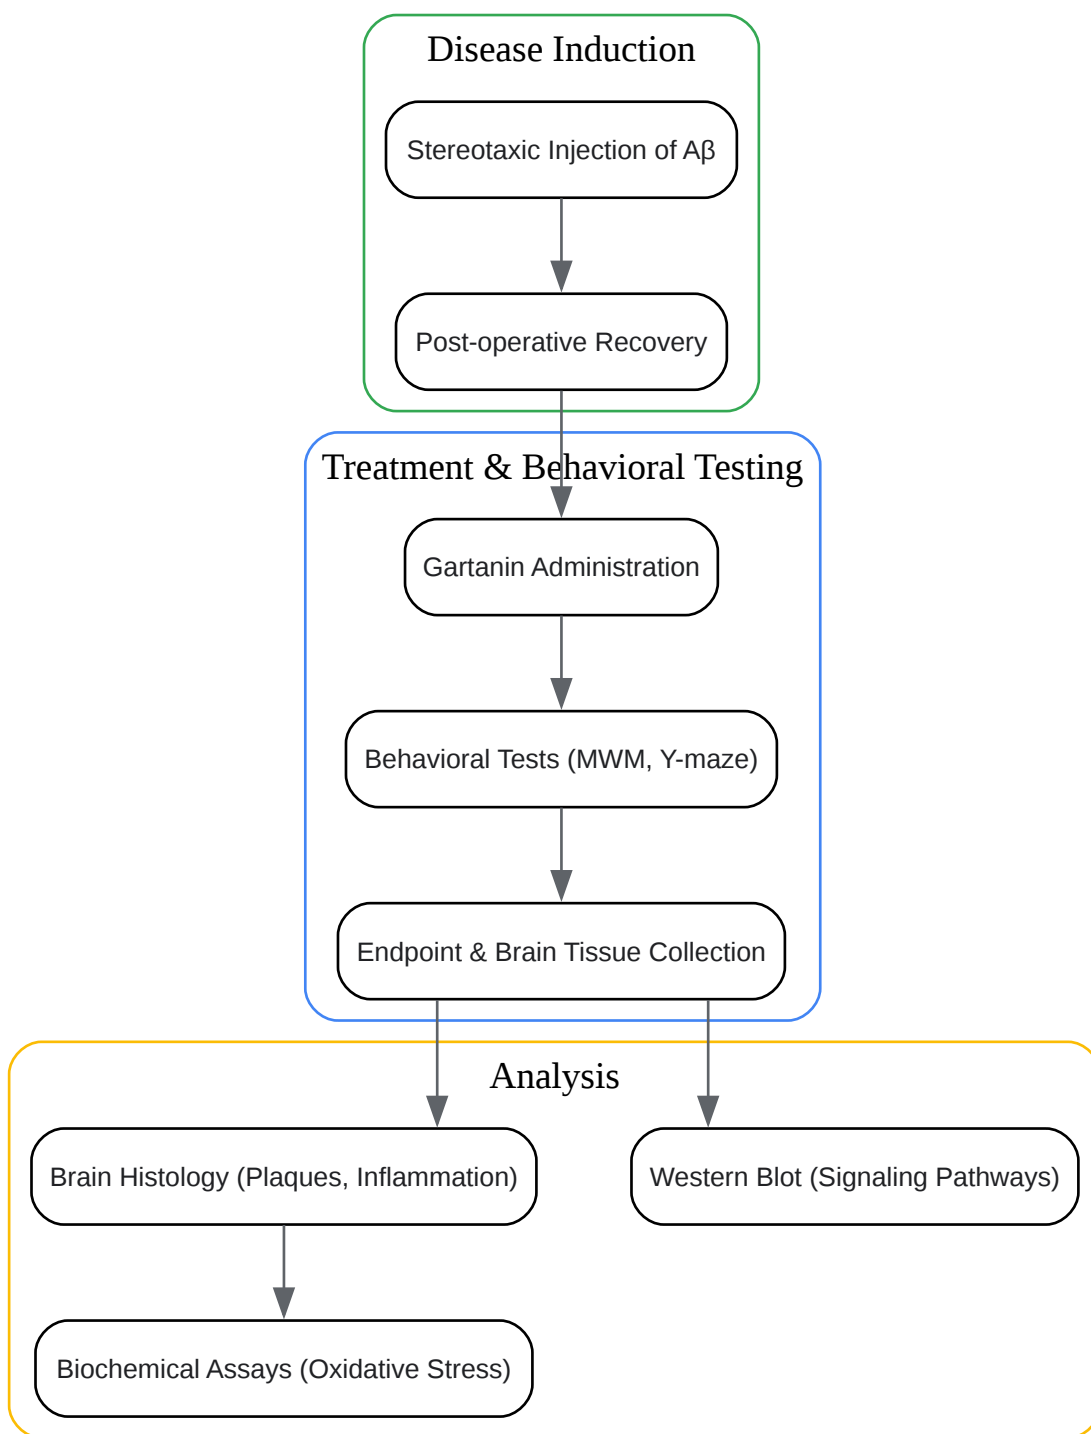 Disease Induction
Stereotaxic Injection of Aβ
Post-operative Recovery
Treatment & Behavioral Testing
Gartanin Administration
Behavioral Tests (MWM, Y-maze)
Endpoint & Brain Tissue Collection
Analysis
Brain Histology (Plaques, Inflammation)
Western Blot (Signaling Pathways)
Biochemical Assays (Oxidative Stress)